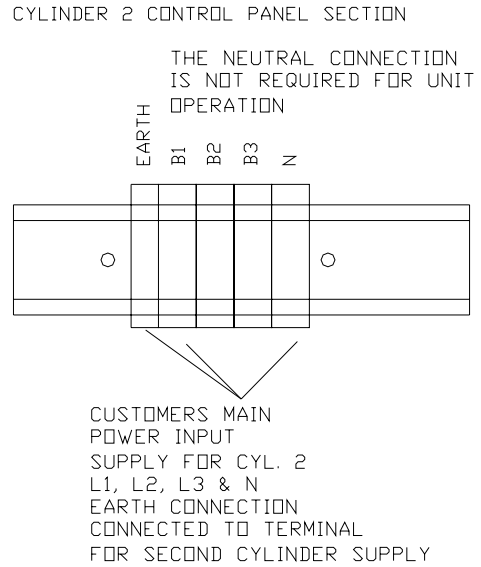 CYLINDER 2 CONTROL PANEL SECTION
THE NEUTRAL CONNECTION
IS NOT REQUIRED FOR UNIT
OPERATION
EARTH
B1
B2
B3
N
CUSTOMERS MAIN
POWER INPUT
SUPPLY FOR CYL. 2
L1, L2, L3 & N
EARTH CONNECTION
CONNECTED TO TERMINAL
FOR SECOND CYLINDER SUPPLY